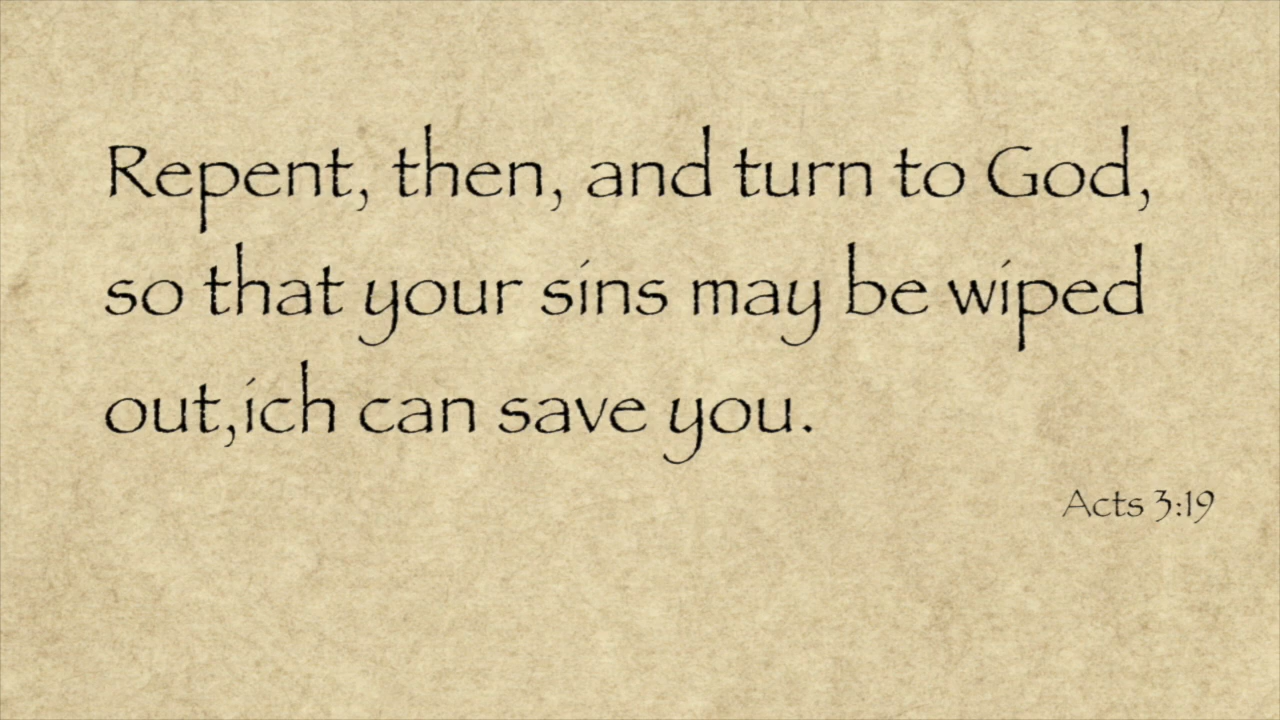 Repent, then, and turn to God,
so that your sins may be wiped
out,ich can save you.
Acts 3:19